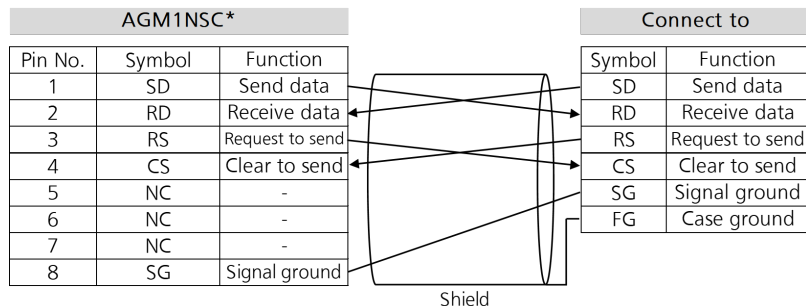 AGM1NSC* Connect to
Pin No. Symbol Function Symbol Function
1 SD Send data SD Send data
2 RD Receive data RD Receive data
3 RS Request to send RS Request to send
4 CS Clear to send CS Clear to send
5 NC - SG Signal ground
6 NC - FG Case ground
7 NC -
8 SG Signal ground
Shield